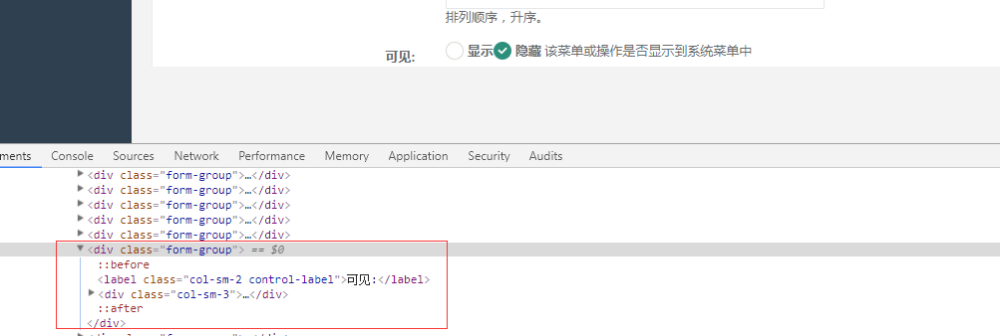 排列顺序，升序。
可见: 显示 隐藏 该菜单或操作是否显示到系统菜单中
ments Console Sources Network Performance Memory Application Security Audits
<div class="form-group">…</div>
<div class="form-group">…</div>
<div class="form-group">…</div>
<div class="form-group">…</div>
<div class="form-group">…</div>
<div class="form-group"> == $0
::before
<label class="col-sm-2 control-label">可见:</label>
<div class="col-sm-3">…</div>
::after
</div>